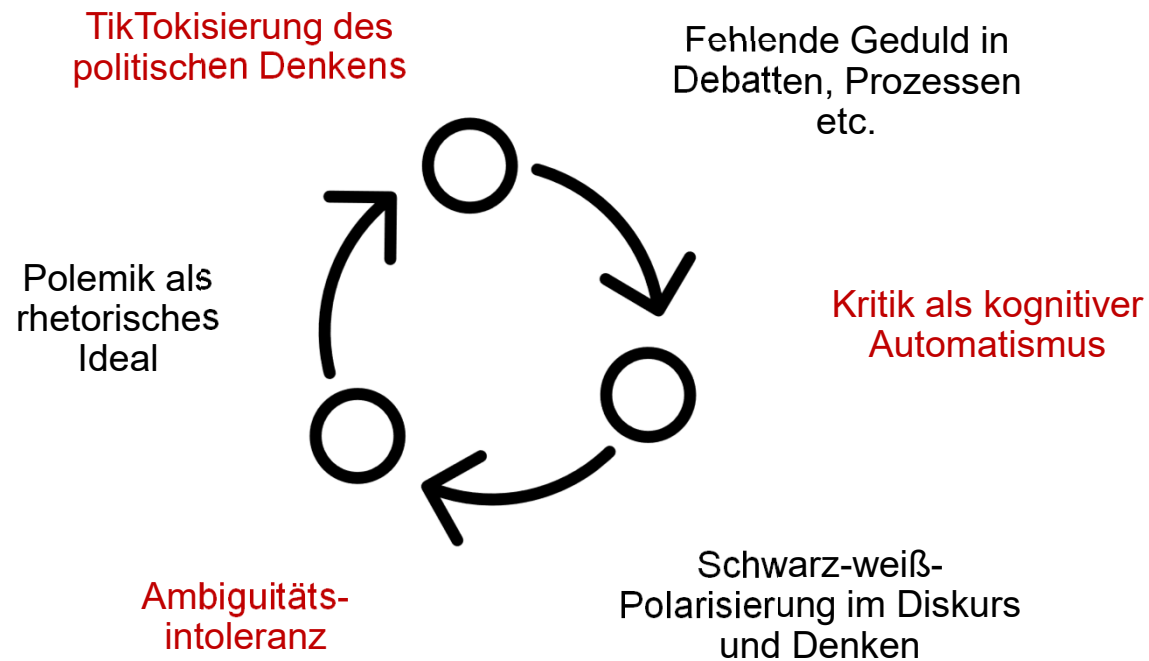 TikTokisierung des
politischen Denkens
Fehlende Geduld in
Debatten, Prozessen
etc.
Kritik als kognitiver
Automatismus
Schwarz-weiß-
Polarisierung im Diskurs
und Denken
Ambiguitäts-
intoleranz
Polemik als
rhetorisches
Ideal